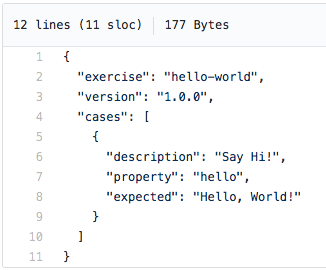 12 lines (11 sloc) 177 Bytes
1 {
2 "exercise": "hello-world",
3 "version": "1.0.0",
4 "cases": [
5 {
6 "description": "Say Hi!",
7 "property": "hello",
8 "expected": "Hello, World!"
9 }
10 ]
11 }